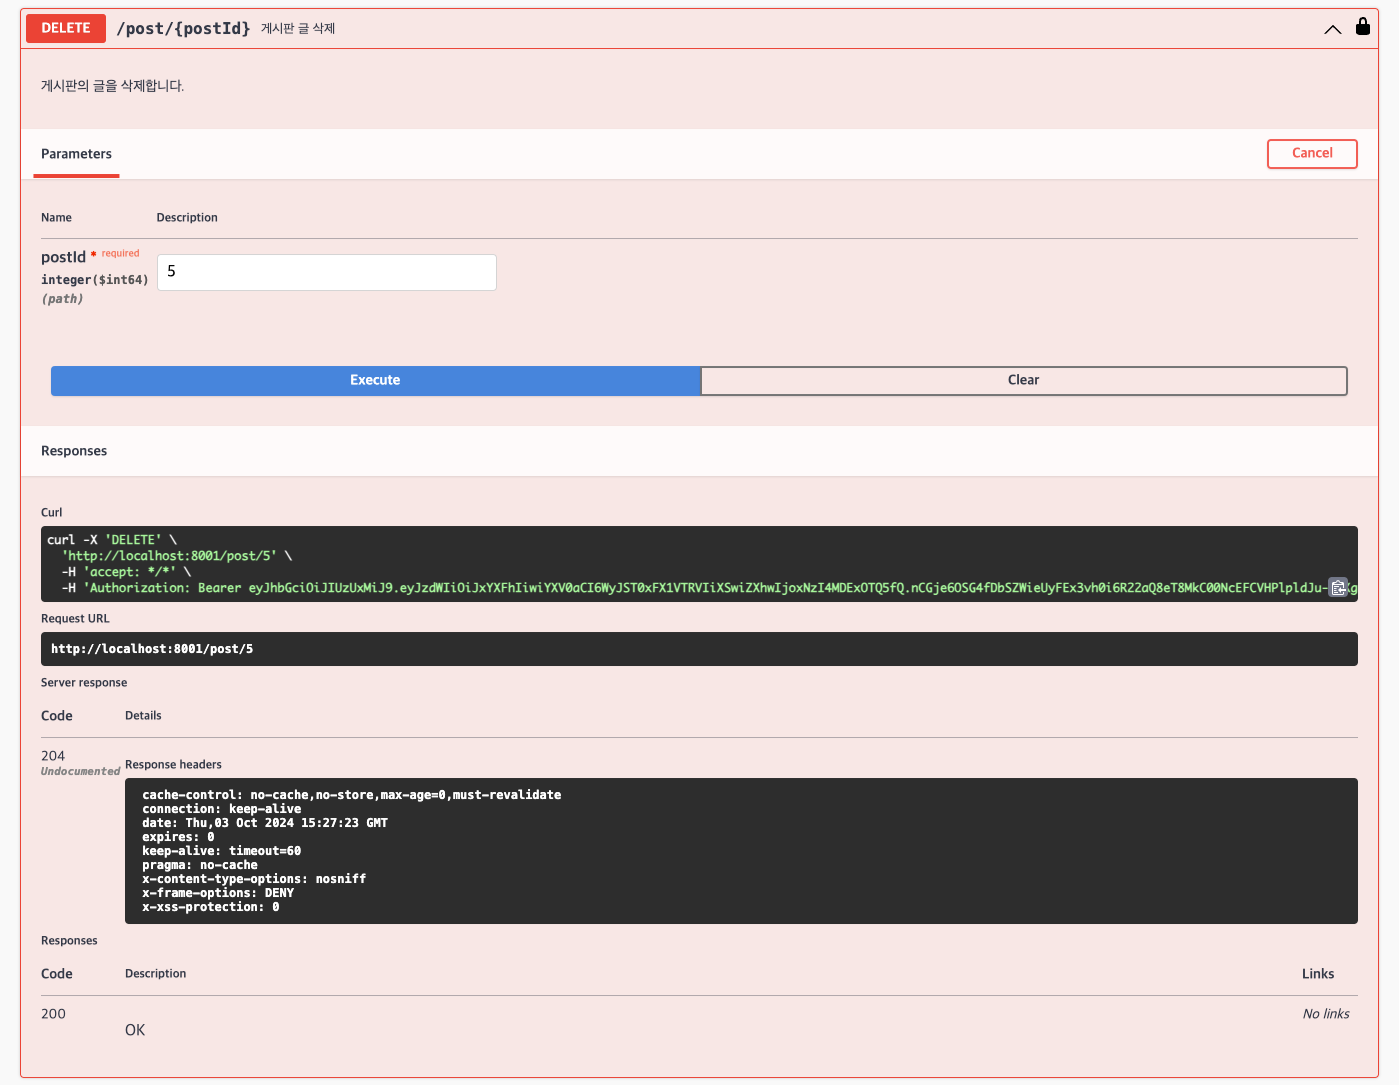 DELETE /post/{postId} 게시판 글 삭제
게시판의 글을 삭제합니다.
Parameters
Cancel
Name Description
postId * required
integer($int64)
(path)
5
Execute
Clear
Responses
Curl
curl -X 'DELETE' \
'http://localhost:8001/post/5' \
-H 'accept: */*' \
-H 'Authorization: Bearer
Request URL
http://localhost:8001/post/5
Server response
Code Details
204
Undocumented
Response headers
cache-control: no-cache,no-store,max-age=0,must-revalidate
connection: keep-alive
date: Thu,03 Oct 2024 15:27:23 GMT
expires: 0
keep-alive: timeout=60
pragma: no-cache
x-content-type-options: nosniff
x-frame-options: DENY
x-xss-protection: 0
Responses
Code Description Links
200
OK
No links